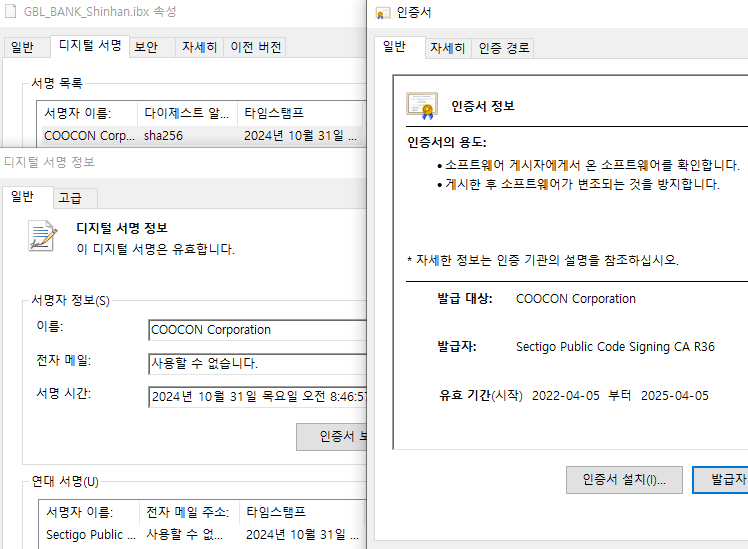 GBL_BANK_Shinhan.ibx 속성
일반 디지털 서명 보안 자세히 이전 버전
서명 목록
서명자 이름: 다이제스트 알... 타임스탬프
COOCON Corp... sha256 2024년 10월 31일 ...
디지털 서명 정보
일반 고급
디지털 서명 정보
이 디지털 서명은 유효합니다.
서명자 정보(S)
이름: COOCON Corporation
전자 메일: 사용할 수 없습니다.
서명 시간: 2024년 10월 31일 목요일 오전 8:46:57
인증서 보
연대 서명(U)
서명자 이름: 전자 메일 주소: 타임스탬프
Sectigo Public ... 사용할 수 없... 2024년 10월 31일 ...
인증서
일반 자세히 인증 경로
인증서 정보
인증서의 용도:
• 소프트웨어 게시자에게서 온 소프트웨어를 확인합니다.
• 게시한 후 소프트웨어가 변조되는 것을 방지합니다.
* 자세한 정보는 인증 기관의 설명을 참조하십시오.
발급 대상: COOCON Corporation
발급자: Sectigo Public Code Signing CA R36
유효 기간(시작) 2022-04-05 부터 2025-04-05
인증서 설치(I)... 발급자